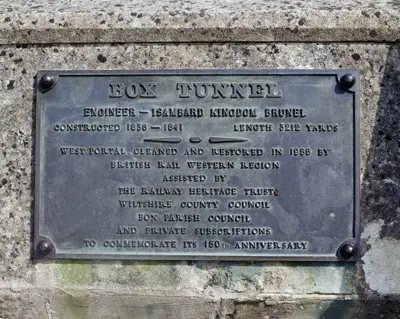 BOX TUNNEL
ENGINEER — ISAMBARD KINGDOM BRUNEL
CONSTRUCTED 1836 — 1841 LENGTH 3212 YARDS
WEST PORTAL CLEANED AND RESTORED IN 1986 BY
BRITISH RAIL WESTERN REGION
ASSISTED BY
THE RAILWAY HERITAGE TRUST
WILTSHIRE COUNTY COUNCIL
BOX PARISH COUNCIL
AND PRIVATE SUBSCRIPTIONS
TO COMMEMORATE ITS 150TH ANNIVERSARY